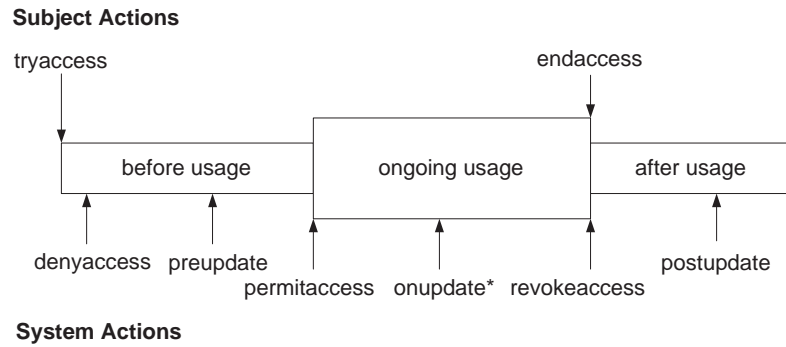 Subject Actions
tryaccess
endaccess
before usage
ongoing usage
after usage
denyaccess
preupdate
postupdate
permitaccess
onupdate*
revokeaccess
System Actions